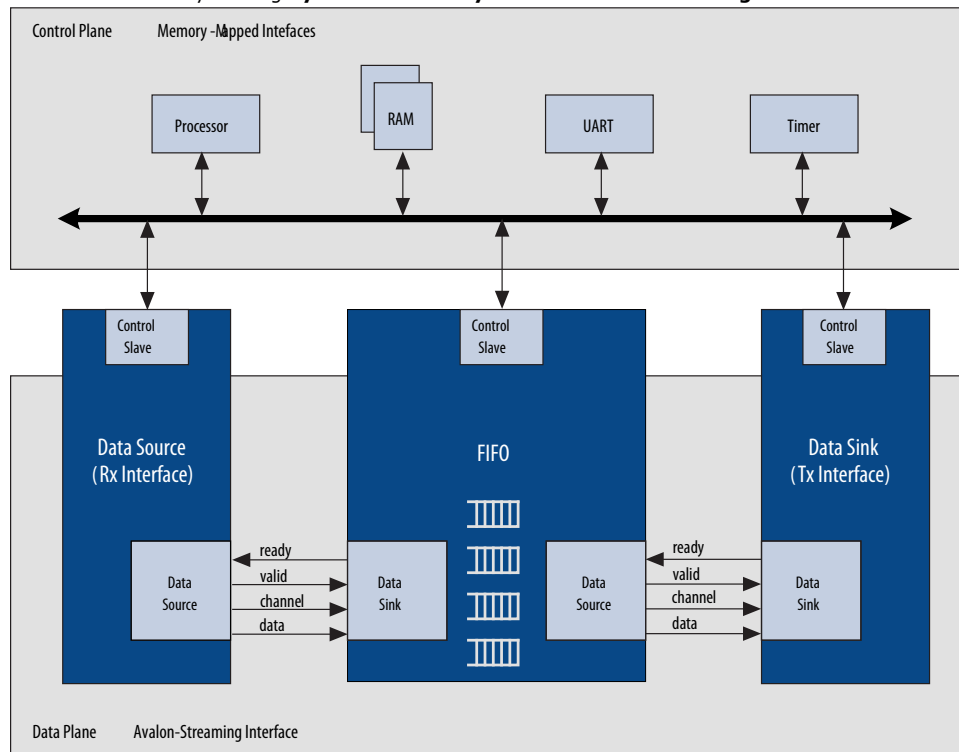 Control Plane Memory -Mapped Intefaces
Processor
RAM
UART
Timer
Control
Slave
Control
Slave
Control
Slave
Data Source
( Rx Interface)
FIFO
Data Sink
(Tx Interface)
Data
Source
ready
valid
channel
data
Data
Sink
Data
Source
ready
valid
channel
data
Data
Sink
Data Plane Avalon-Streaming Interface